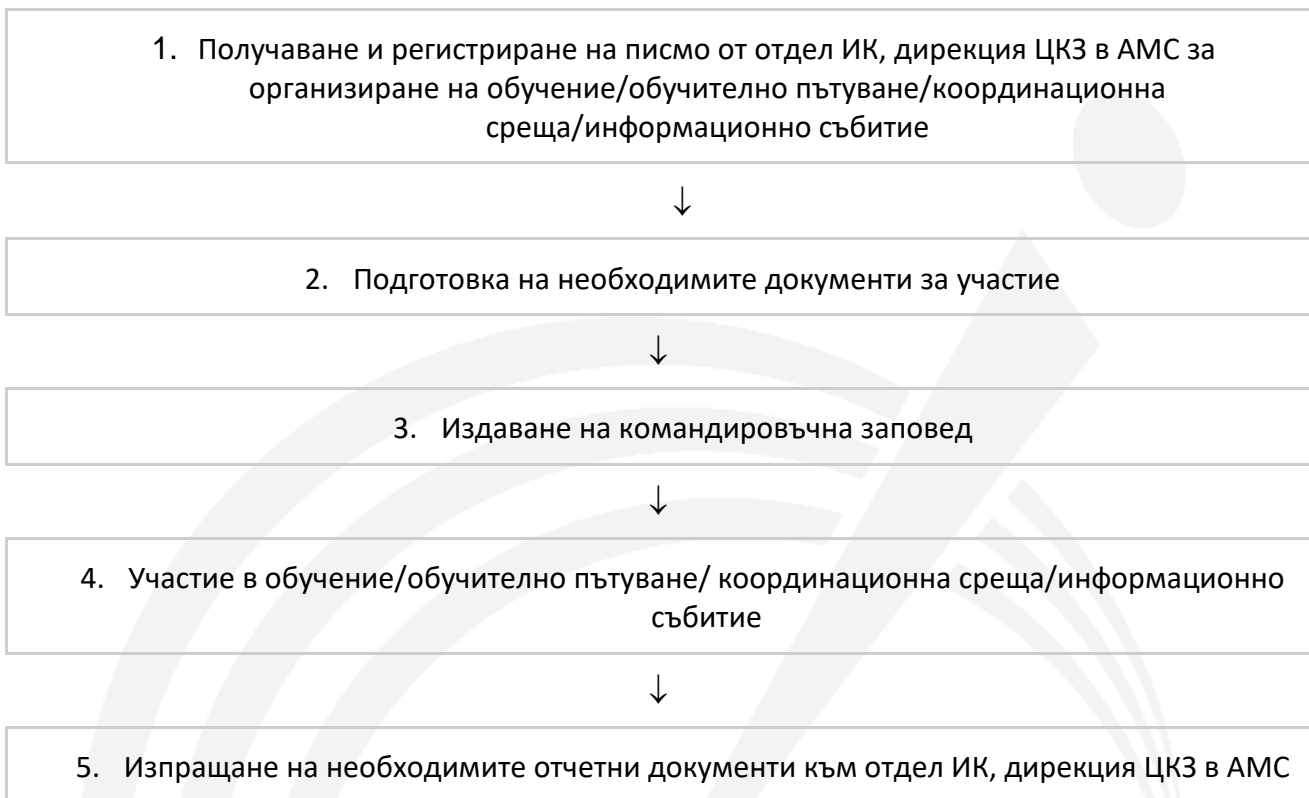 1. Получаване и регистриране на писмо от отдел ИК, дирекция ЦКЗ в АМС за
организиране на обучение/обучително пътуване/координационна
среща/информационно събитие
↓
2. Подготовка на необходимите документи за участие
↓
3. Издаване на командировъчна заповед
↓
4. Участие в обучение/обучително пътуване/ координационна среща/информационно
събитие
↓
5. Изпращане на необходимите отчетни документи към отдел ИК, дирекция ЦКЗ в АМС